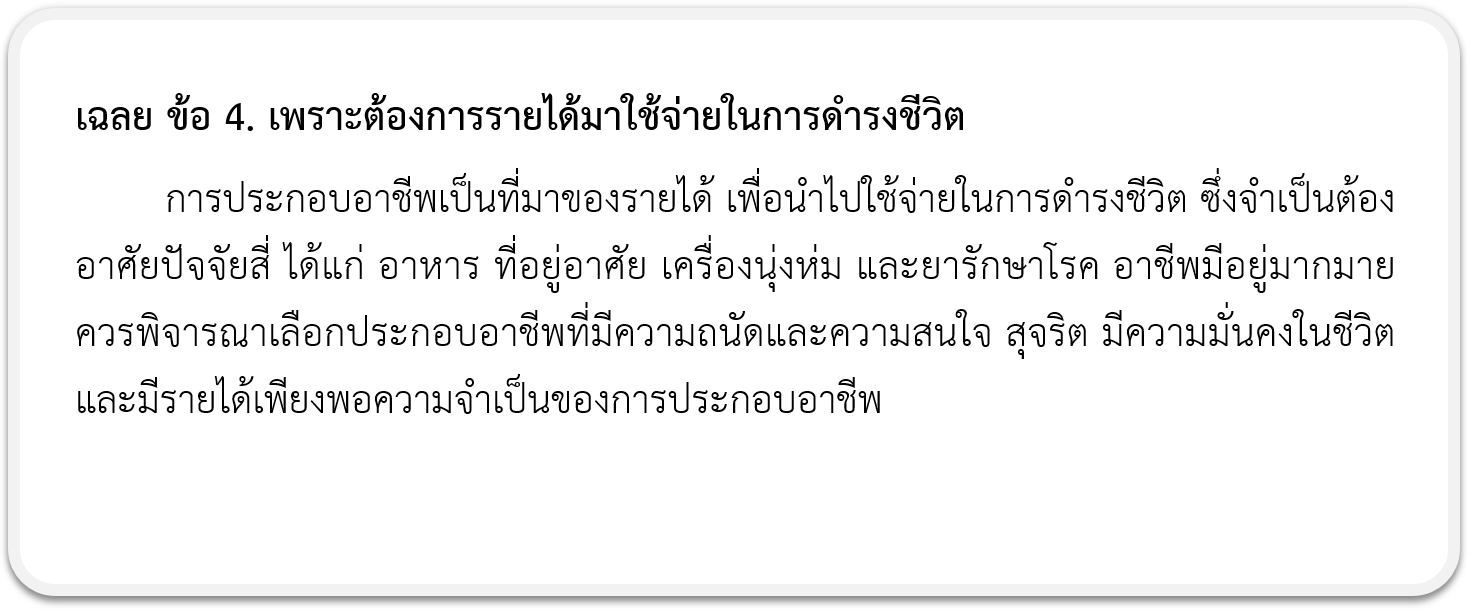 เฉลย ข้อ 4. เพราะต้องการรายได้มาใช้จ่ายในการดำรงชีวิต
การประกอบอาชีพเป็นที่มาของรายได้ เพื่อนำไปใช้จ่ายในการดำรงชีวิต ซึ่งจำเป็นต้อง
อาศัยปัจจัยสี่ ได้แก่ อาหาร ที่อยู่อาศัย เครื่องนุ่งห่ม และยารักษาโรค อาชีพมีอยู่มากมาย
ควรพิจารณาเลือกประกอบอาชีพที่มีความถนัดและความสนใจ สุจริต มีความมั่นคงในชีวิต
และมีรายได้เพียงพอความจำเป็นของการประกอบอาชีพ